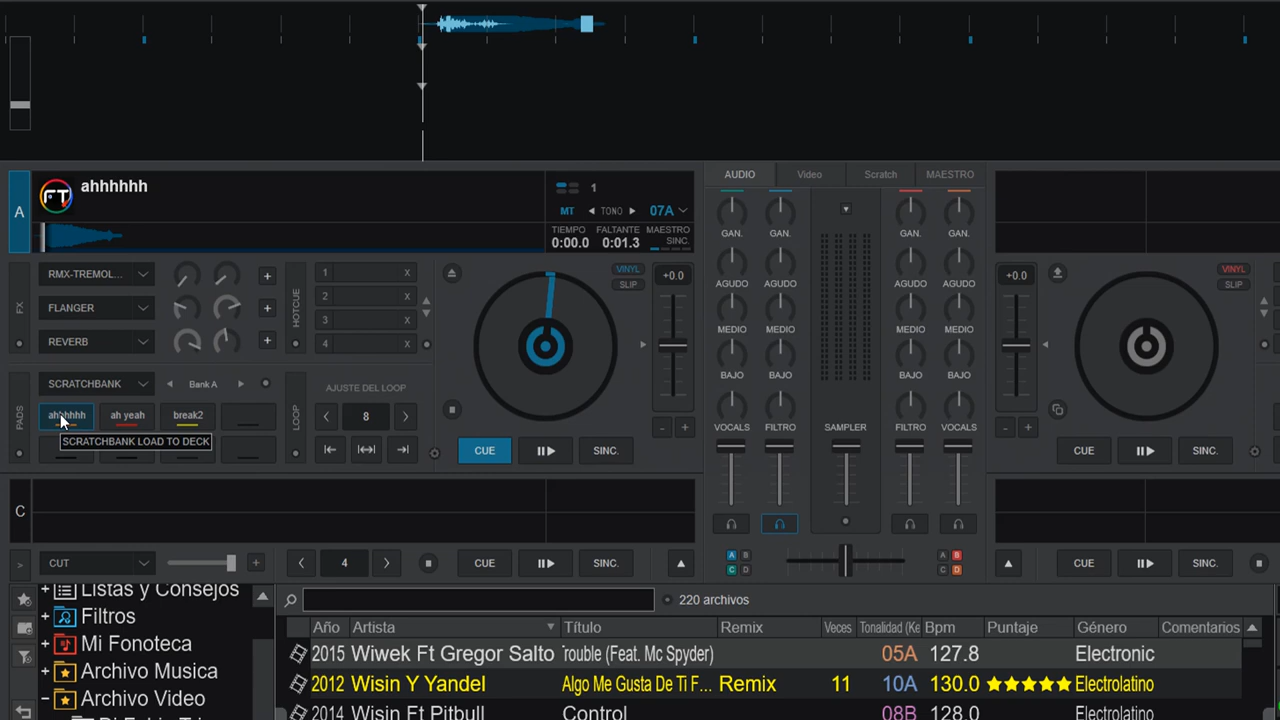 A
FT
ahhhhhh
1
MT
TONO
07A
TIEMPO
FALTANTE
MAESTRO
0:00.0
0:01.3
SINC.
AUDIO
Video
Scratch
MAESTRO
GAN.
GAN.
GAN.
GAN.
AGUDO
AGUDO
AGUDO
AGUDO
MEDIO
MEDIO
MEDIO
MEDIO
BAJO
BAJO
BAJO
BAJO
VOCALS
FILTRO
SAMPLER
FILTRO
VOCALS
FX
RMX-TREMOL...
FLANGER
REVERB
HOTCUE
1 X
2 X
3 X
4 X
VINYL
SLIP
+0.0
+0.0
VINYL
SLIP
PADS
SCRATCHBANK
Bank A
ahhhhhh
ah yeah
break2
SCRATCHBANK LOAD TO DECK
LOOP
AJUSTE DEL LOOP
8
CUE
SINC.
CUE
SINC.
C
CUT
4
CUE
SINC.
A B
C D
A B
C D
CUE
SINC.
Listas y Consejos
Filtros
Mi Fonoteca
Archivo Musica
Archivo Video
220 archivos
Año Artista Título Remix Veces Tonalidad (Ke Bpm Puntaje Género Comentarios
2015 Wiwek Ft Gregor Salto Trouble (Feat. Mc Spyder) 05A 127.8 Electronic
2012 Wisin Y Yandel Algo Me Gusta De Ti F... Remix 11 10A 130.0 ★★★★★ Electrolatino
2014 Wisin Ft Pitbull Control 08B 128.0 Electrolatino